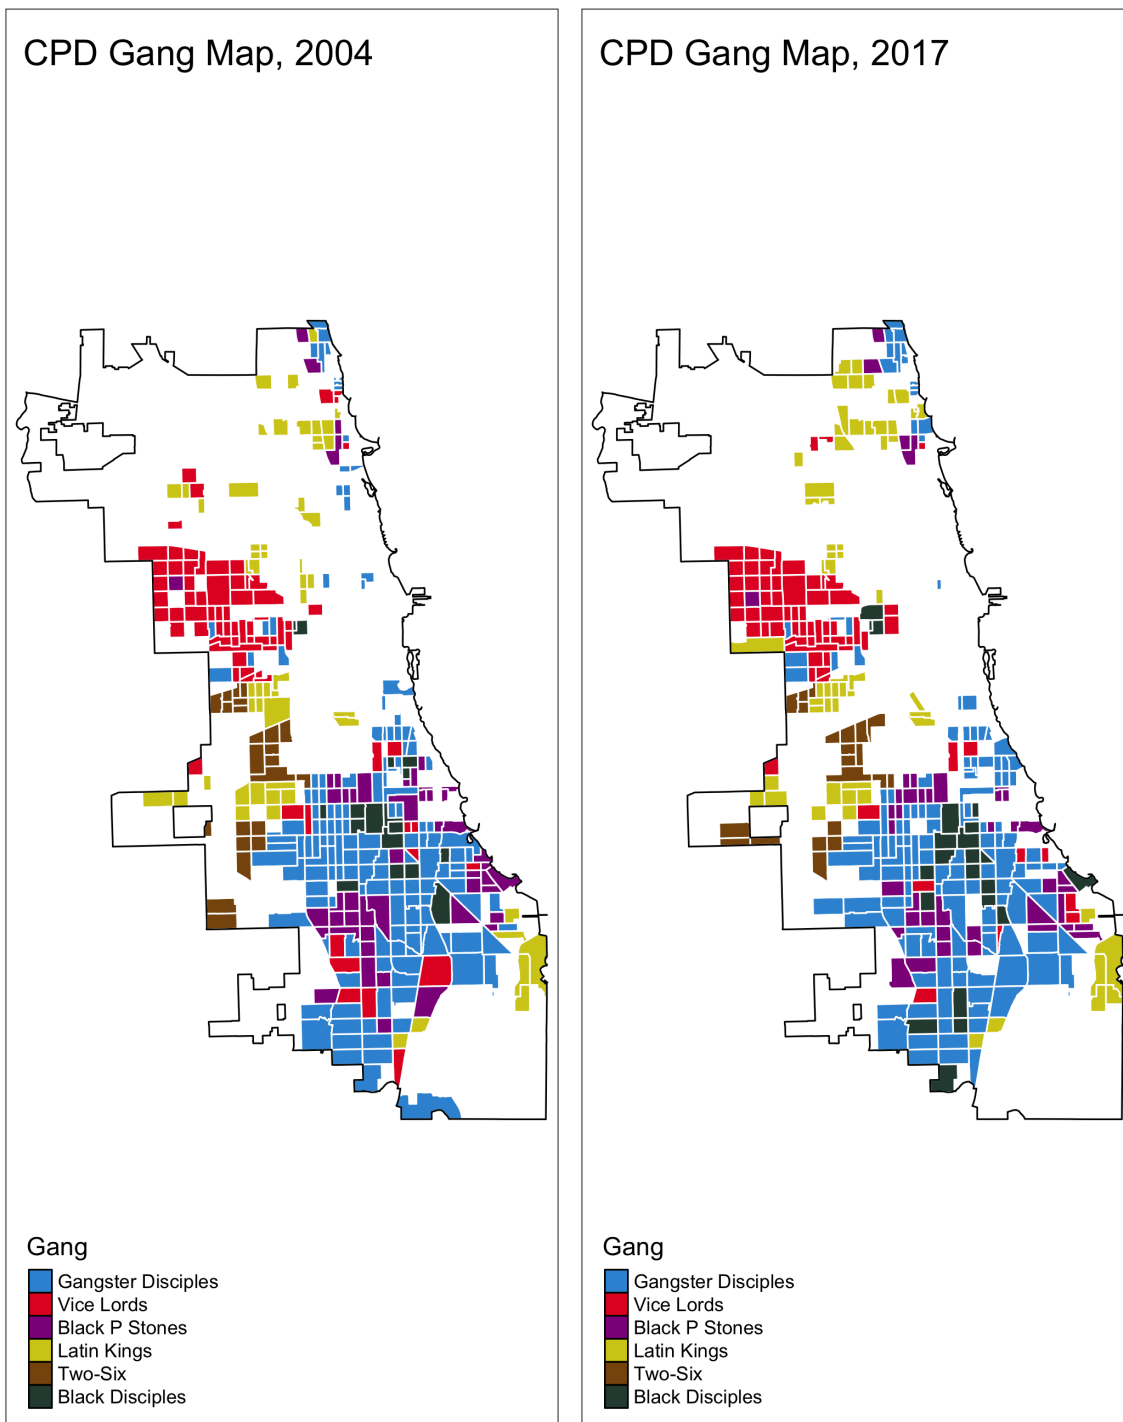 CPD Gang Map, 2004
Gang
Gangster Disciples
Vice Lords
Black P Stones
Latin Kings
Two-Six
Black Disciples
CPD Gang Map, 2017
Gang
Gangster Disciples
Vice Lords
Black P Stones
Latin Kings
Two-Six
Black Disciples